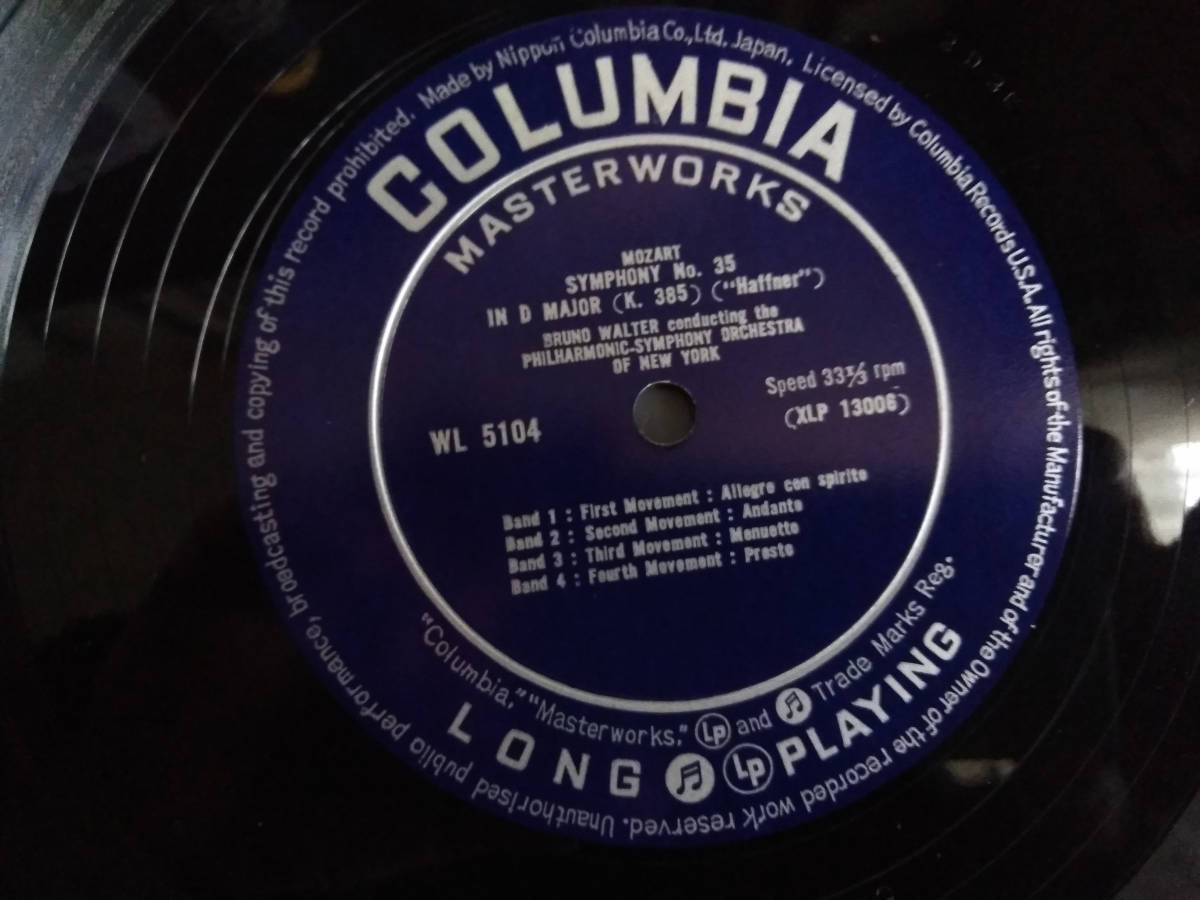 Made by Nippon Columbia Co., Ltd. Japan. Licensed by Columbia Records U.S.A. All rights of the Manufacturer and of the Owner of the recorded work reserved. Unauthorised public performance, broadcasting and copying of this record prohibited.
COLUMBIA
MASTERWORKS
MOZART
SYMPHONY No. 35
IN D MAJOR (K. 385) ("Haffner")
BRUNO WALTER conducting the
PHILHARMONIC-SYMPHONY ORCHESTRA
OF NEW YORK
Speed 33⅓ rpm
(XLP 13006)
WL 5104
Band 1 : First Movement : Allegro con spirito
Band 2 : Second Movement : Andante
Band 3 : Third Movement : Menuetto
Band 4 : Fourth Movement : Presto
"Columbia," "Masterworks," Lp and Trade Marks Reg.
LONG Lp PLAYING